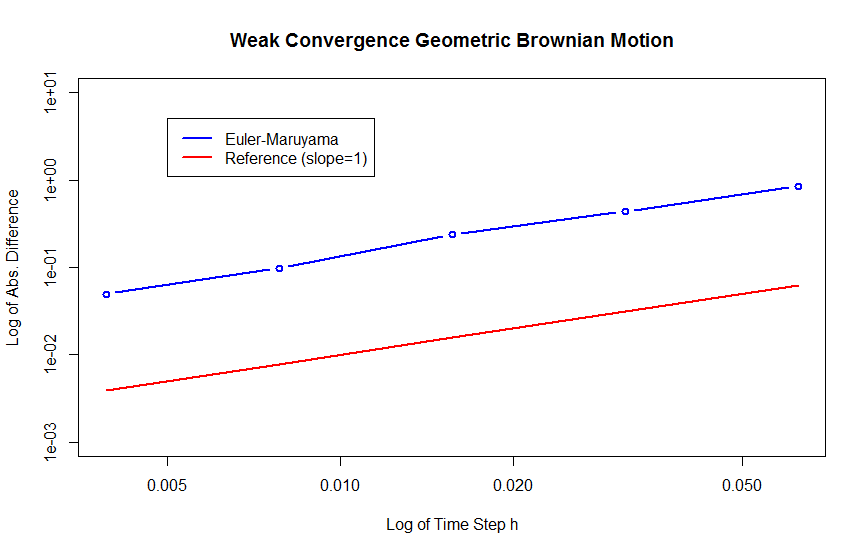 Weak Convergence Geometric Brownian Motion
1e+01
1e+00
1e-01
1e-02
1e-03
Log of Abs. Difference
Euler-Maruyama
Reference (slope=1)
0.005
0.010
0.020
0.050
Log of Time Step h